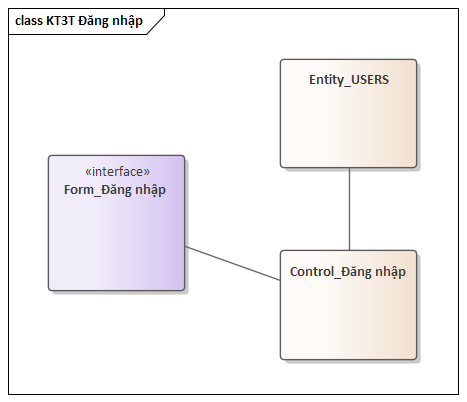 class KT3T Đăng nhập
Entity_USERS
«interface»
Form_Đăng nhập
Control_Đăng nhập